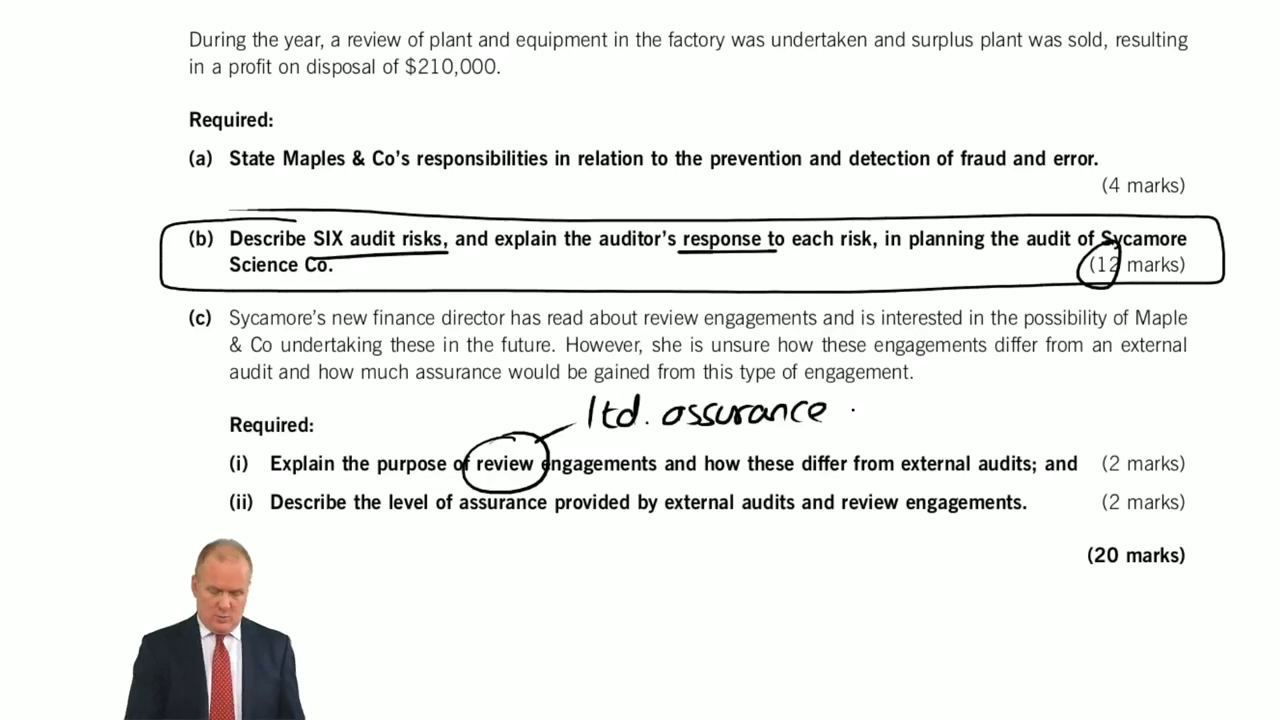 During the year, a review of plant and equipment in the factory was undertaken and surplus plant was sold, resulting
in a profit on disposal of $210,000.
Required:
(a) State Maples & Co's responsibilities in relation to the prevention and detection of fraud and error.
(4 marks)
(b) Describe SIX audit risks, and explain the auditor's response to each risk, in planning the audit of Sycamore
Science Co. (12 marks)
(c) Sycamore's new finance director has read about review engagements and is interested in the possibility of Maple
& Co undertaking these in the future. However, she is unsure how these engagements differ from an external
audit and how much assurance would be gained from this type of engagement.
ltd. assurance
Required:
(i) Explain the purpose of review engagements and how these differ from external audits; and (2 marks)
(ii) Describe the level of assurance provided by external audits and review engagements. (2 marks)
(20 marks)